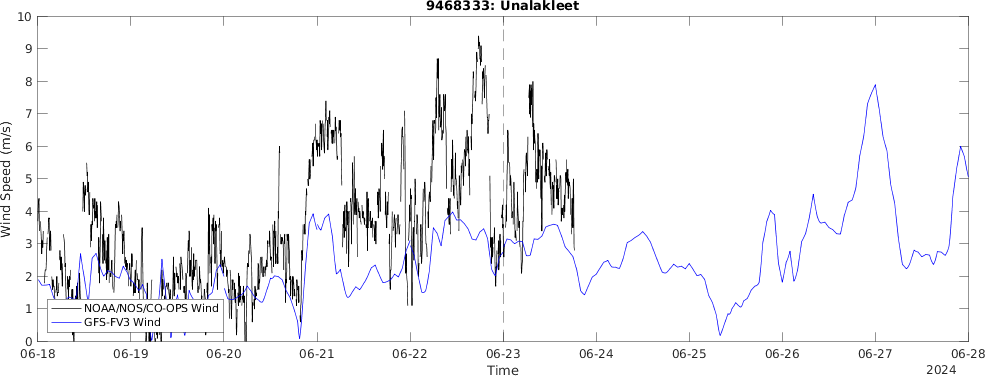 9468333: Unalakleet
10
9
8
7
6
5
4
3
2
1
0
Wind Speed (m/s)
NOAA/NOS/CO-OPS Wind
GFS-FV3 Wind
06-18 06-19 06-20 06-21 06-22 06-23 06-24 06-25 06-26 06-27 06-28
Time
2024